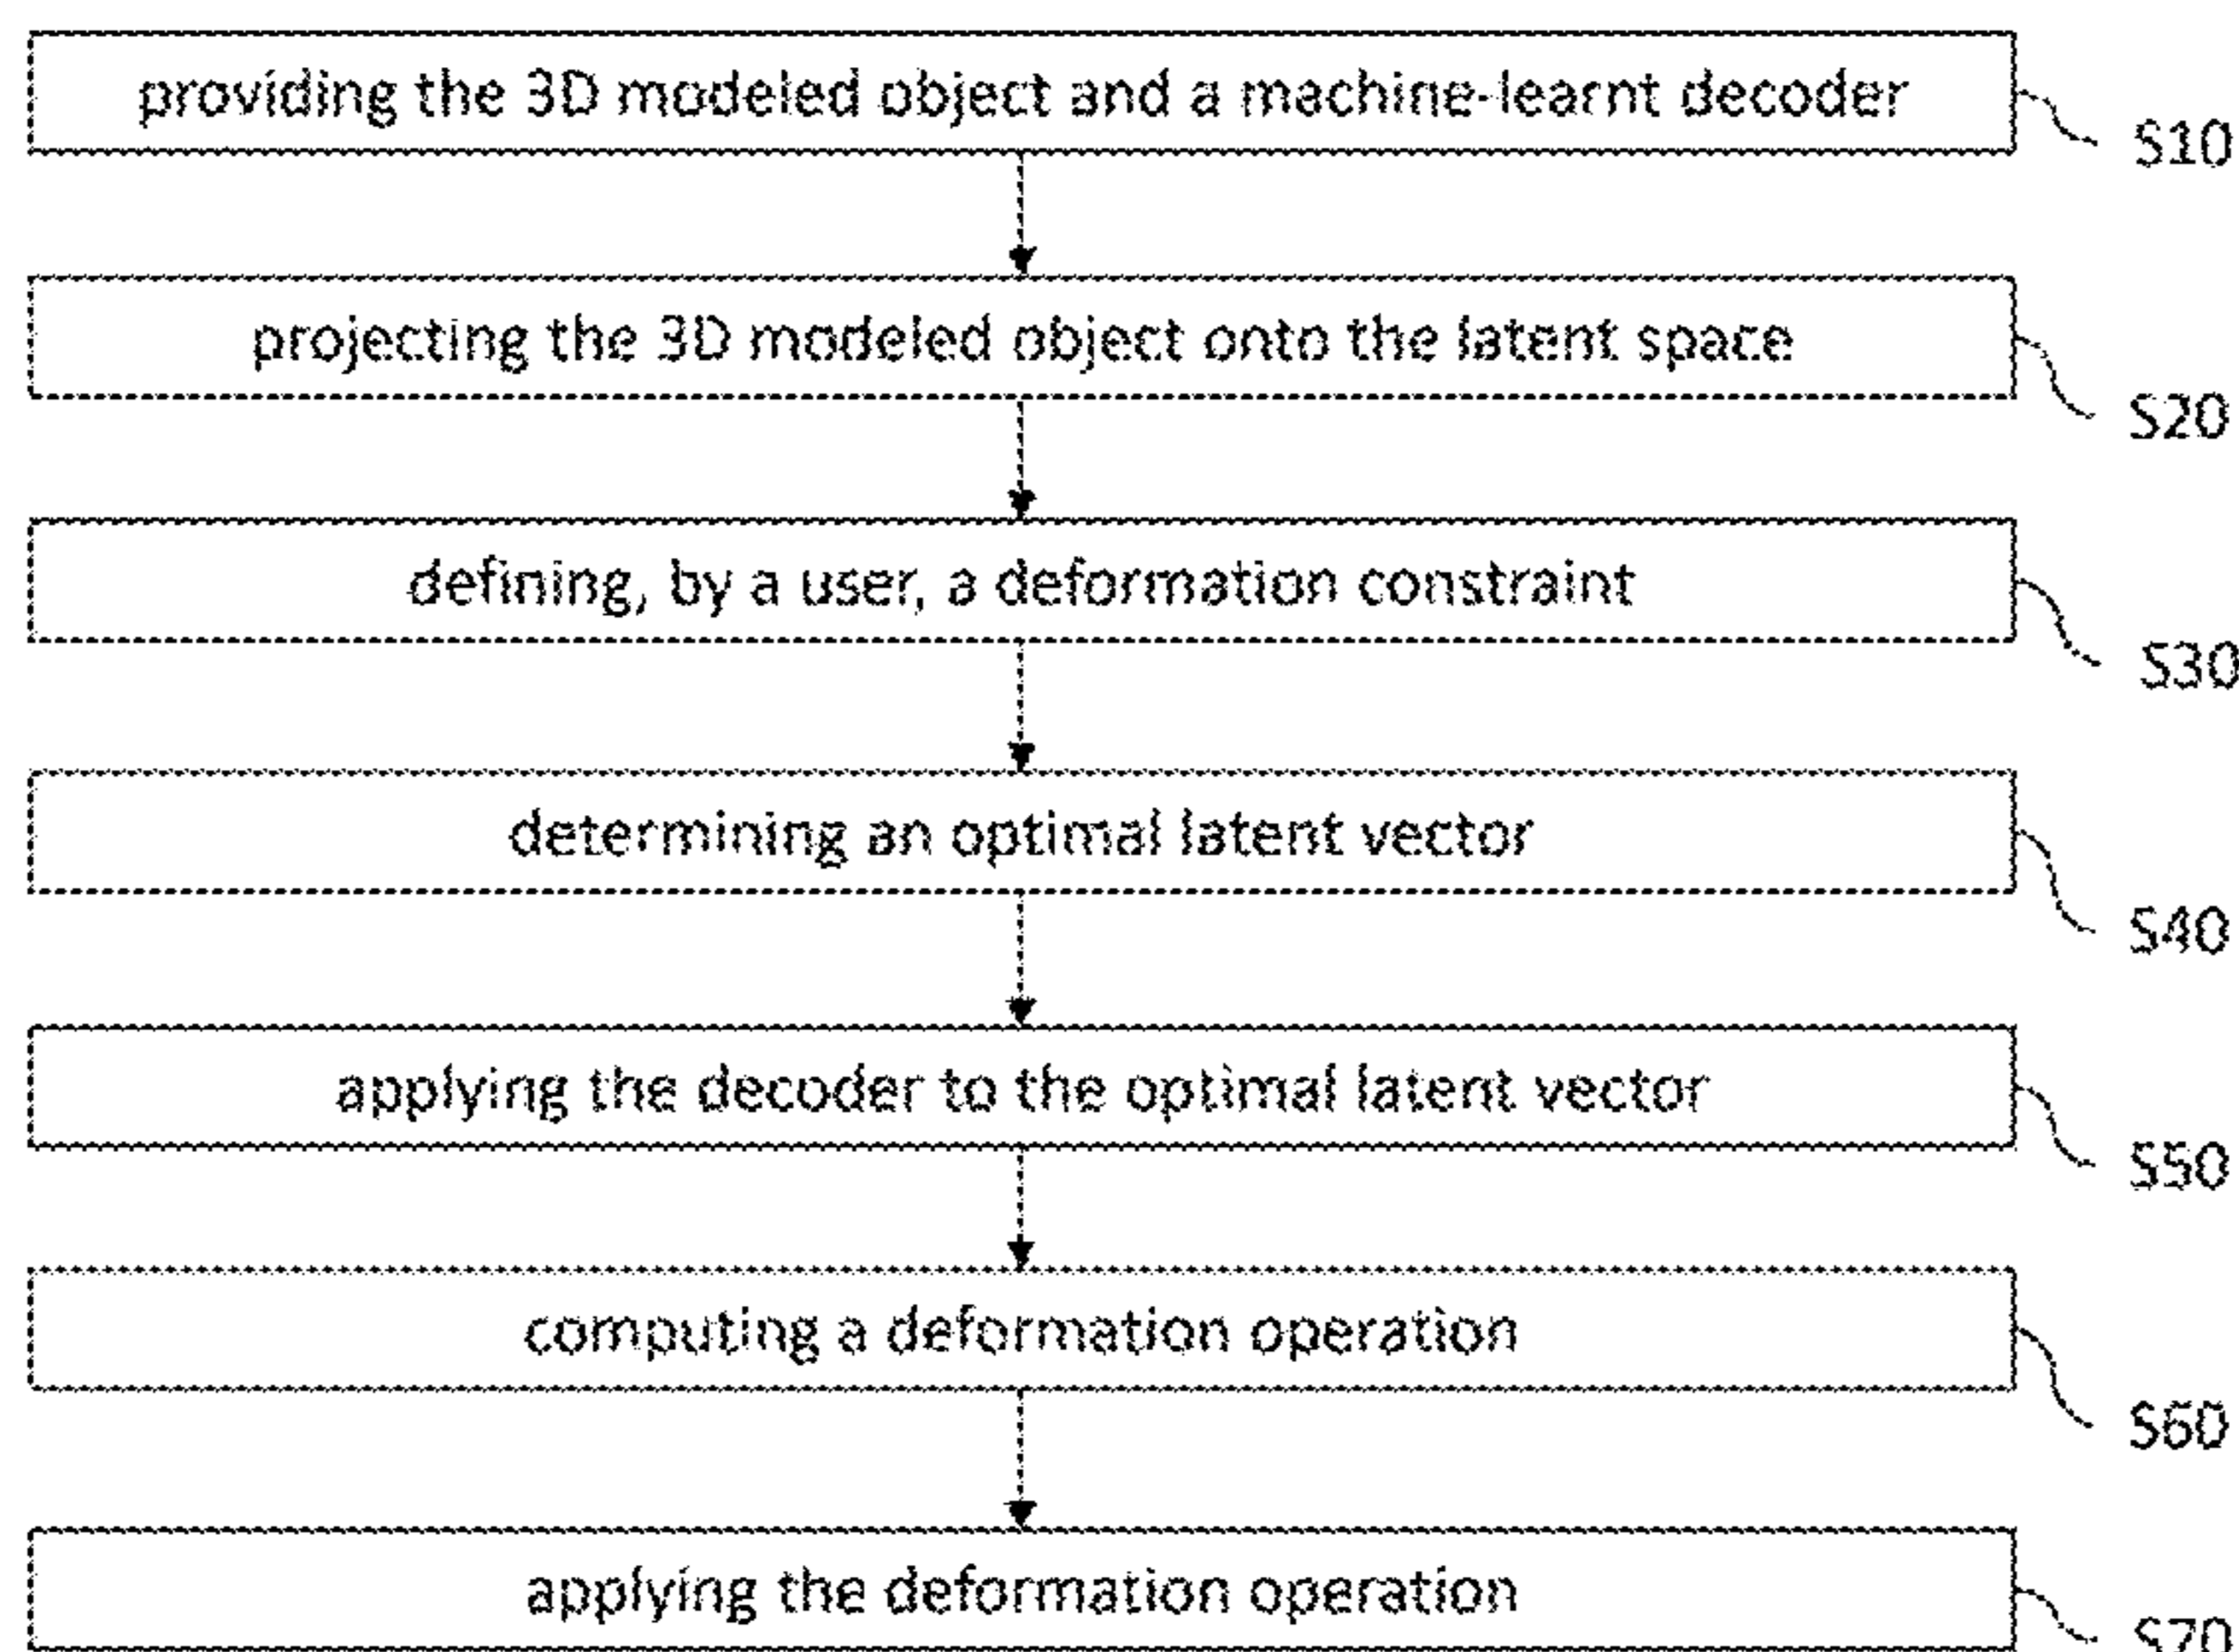 providing the 3D modeled object and a machine-learnt decoder
S10
projecting the 3D modeled object onto the latent space
S20
defining, by a user, a deformation constraint
S30
determining an optimal latent vector
S40
applying the decoder to the optimal latent vector
S50
computing a deformation operation
S60
applying the deformation operation
S70